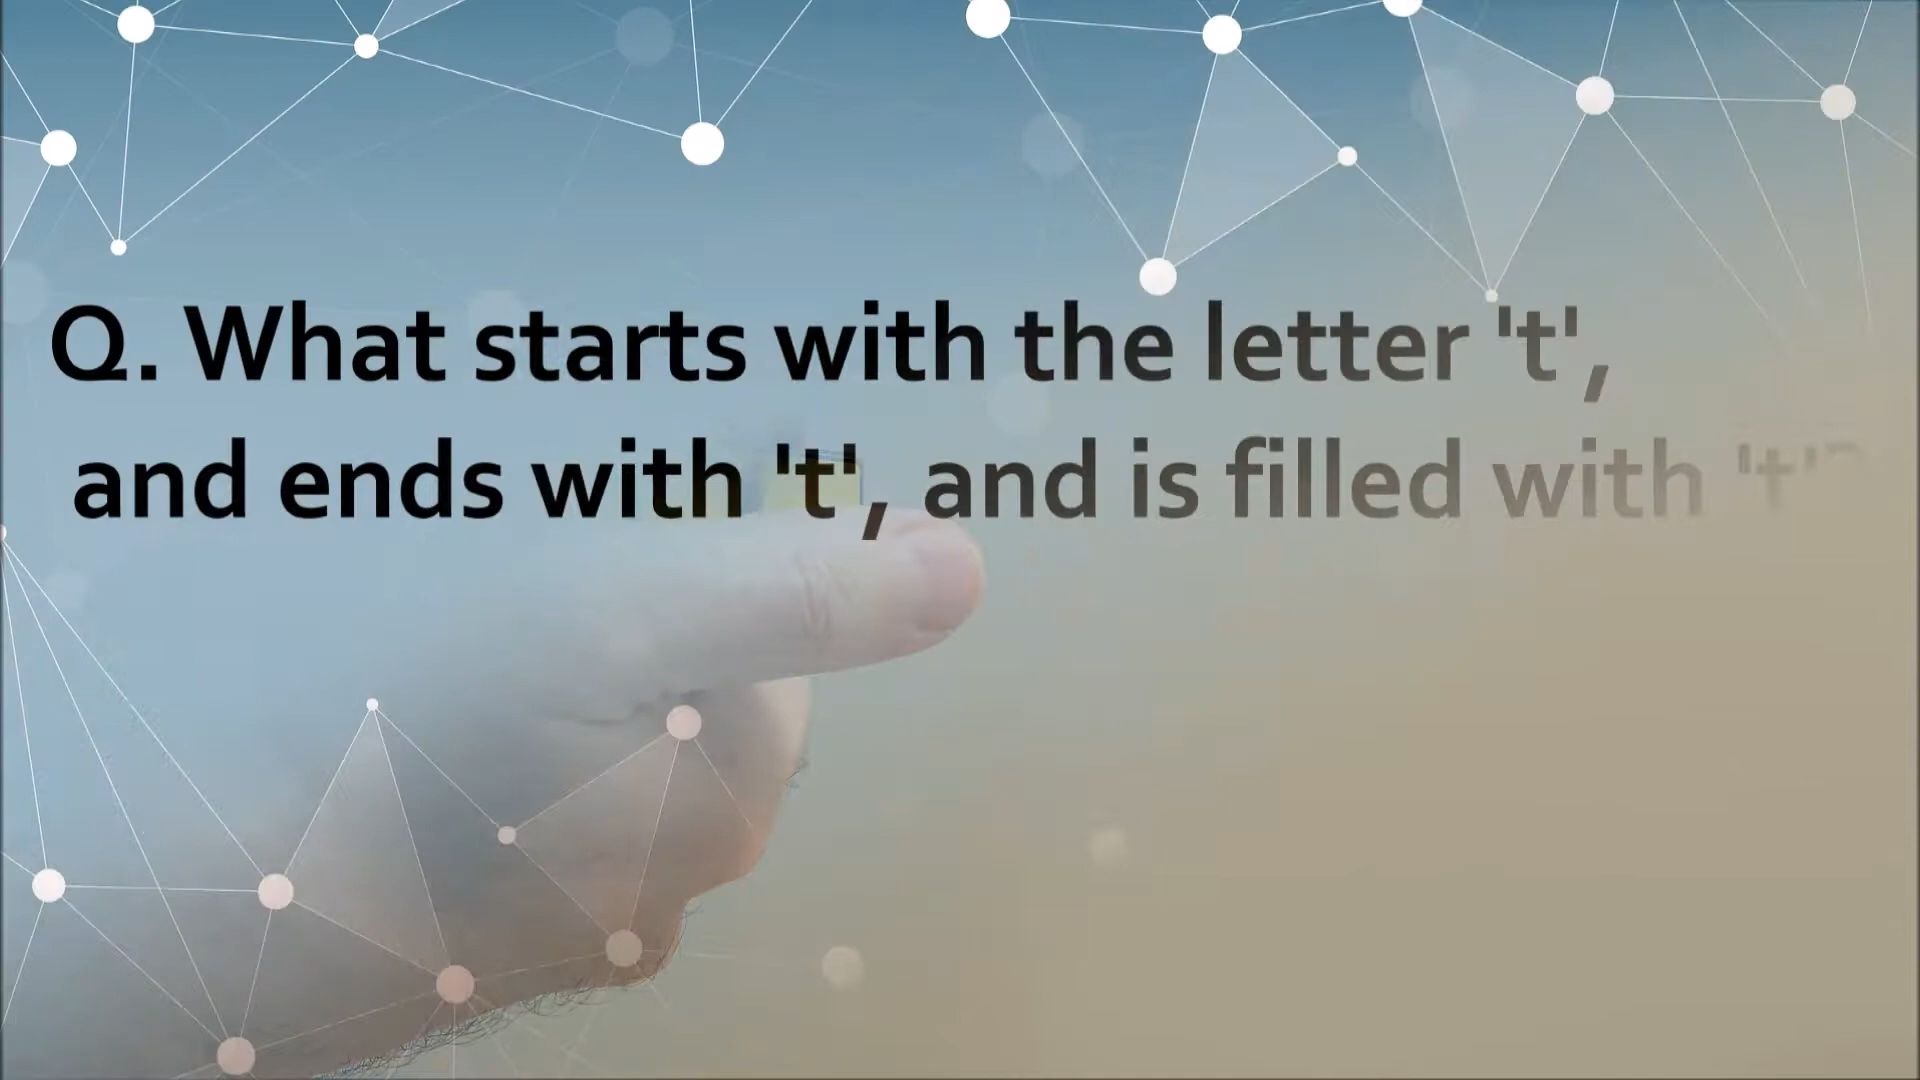 Q. What starts with the letter 't',
and ends with 't', and is filled with 't'?